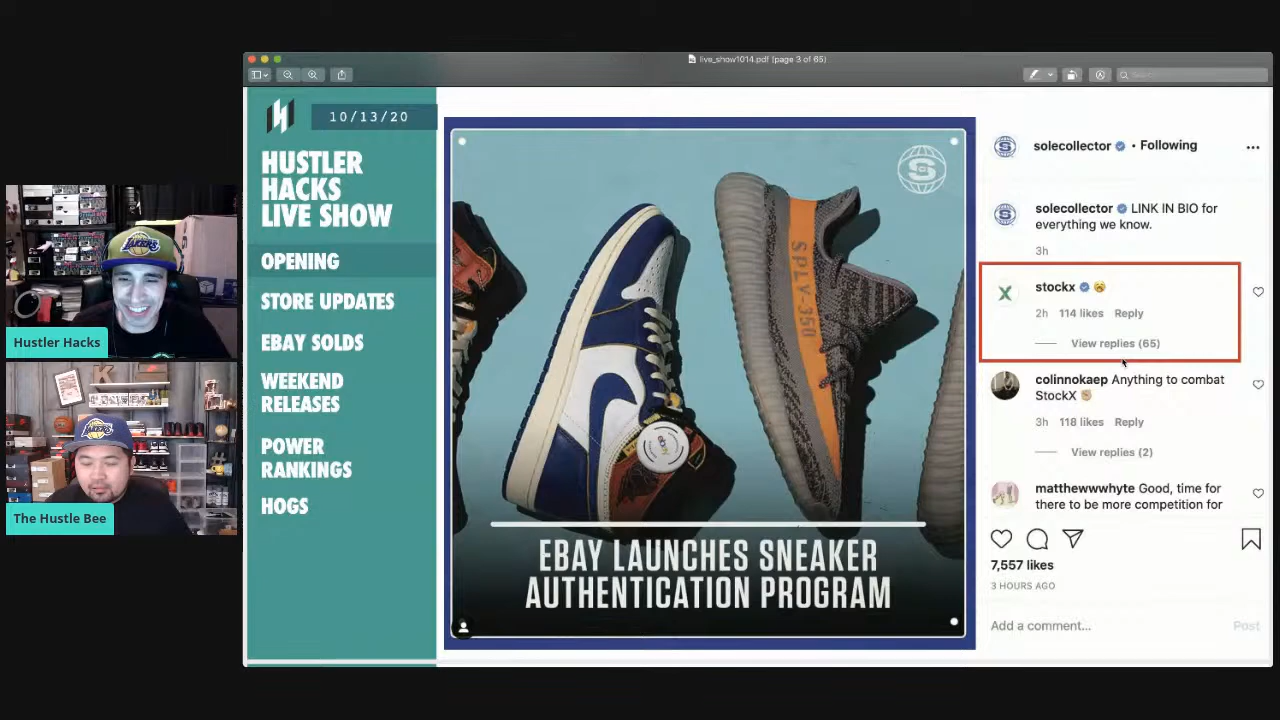 live_show1014.pdf (page 3 of 65)
Search
10/13/20
HUSTLER
HACKS
LIVE SHOW
OPENING
STORE UPDATES
EBAY SOLDS
WEEKEND
RELEASES
POWER
RANKINGS
HOGS
LAKERS
Hustler Hacks
The Hustle Bee
SPLY-350
EBAY LAUNCHES SNEAKER
AUTHENTICATION PROGRAM
solecollector • Following
solecollector LINK IN BIO for
everything we know.
3h
stockx 🥱
2h 114 likes Reply
View replies (65)
colinnokaep Anything to combat
StockX ✊🏼
3h 118 likes Reply
View replies (2)
matthewwwhyte Good, time for
there to be more competition for
7,557 likes
3 HOURS AGO
Add a comment...
Post